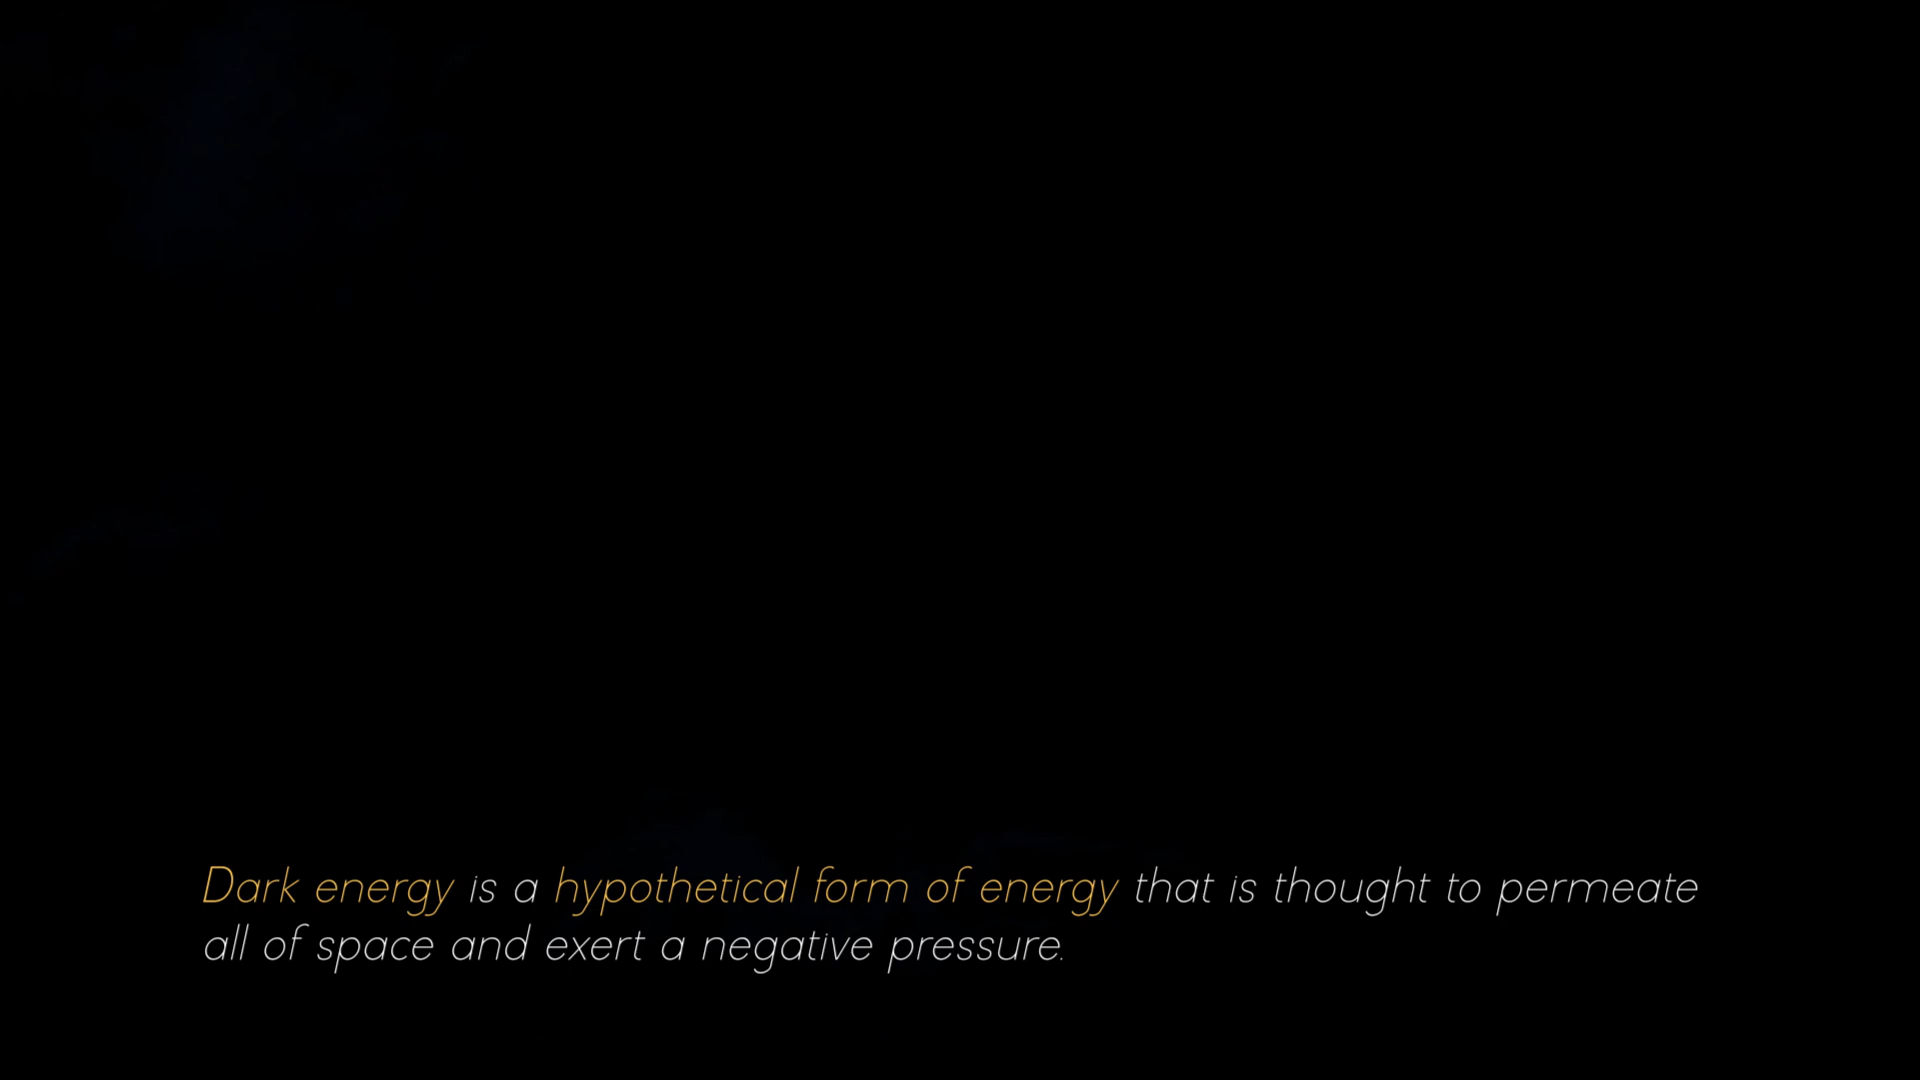 Dark energy is a hypothetical form of energy that is thought to permeate
all of space and exert a negative pressure.